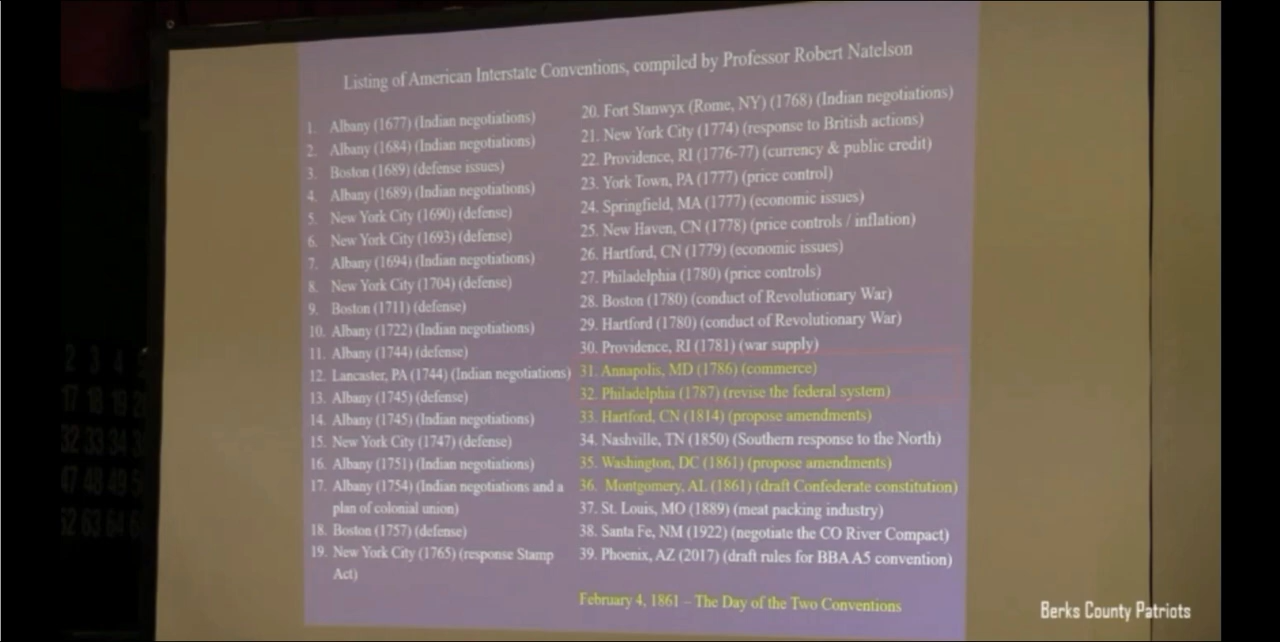 Listing of American Interstate Conventions, compiled by Professor Robert Natelson
1. Albany (1677) (Indian negotiations)
2. Albany (1684) (Indian negotiations)
3. Boston (1689) (defense issues)
4. Albany (1689) (Indian negotiations)
5. New York City (1690) (defense)
6. New York City (1693) (defense)
7. Albany (1694) (Indian negotiations)
8. New York City (1704) (defense)
9. Boston (1711) (defense)
10. Albany (1722) (Indian negotiations)
11. Albany (1744) (defense)
12. Lancaster, PA (1744) (Indian negotiations)
13. Albany (1745) (defense)
14. Albany (1745) (Indian negotiations)
15. New York City (1747) (defense)
16. Albany (1751) (Indian negotiations)
17. Albany (1754) (Indian negotiations and a
plan of colonial union)
18. Boston (1757) (defense)
19. New York City (1765) (response Stamp
Act)
20. Fort Stanwyx (Rome, NY) (1768) (Indian negotiations)
21. New York City (1774) (response to British actions)
22. Providence, RI (1776-77) (currency & public credit)
23. York Town, PA (1777) (price control)
24. Springfield, MA (1777) (economic issues)
25. New Haven, CN (1778) (price controls / inflation)
26. Hartford, CN (1779) (economic issues)
27. Philadelphia (1780) (price controls)
28. Boston (1780) (conduct of Revolutionary War)
29. Hartford (1780) (conduct of Revolutionary War)
30. Providence, RI (1781) (war supply)
31. Annapolis, MD (1786) (commerce)
32. Philadelphia (1787) (revise the federal system)
33. Hartford, CN (1814) (propose amendments)
34. Nashville, TN (1850) (Southern response to the North)
35. Washington, DC (1861) (propose amendments)
36. Montgomery, AL (1861) (draft Confederate constitution)
37. St. Louis, MO (1889) (meat packing industry)
38. Santa Fe, NM (1922) (negotiate the CO River Compact)
39. Phoenix, AZ (2017) (draft rules for BBA A5 convention)
February 4, 1861 – The Day of the Two Conventions
Berks County Patriots